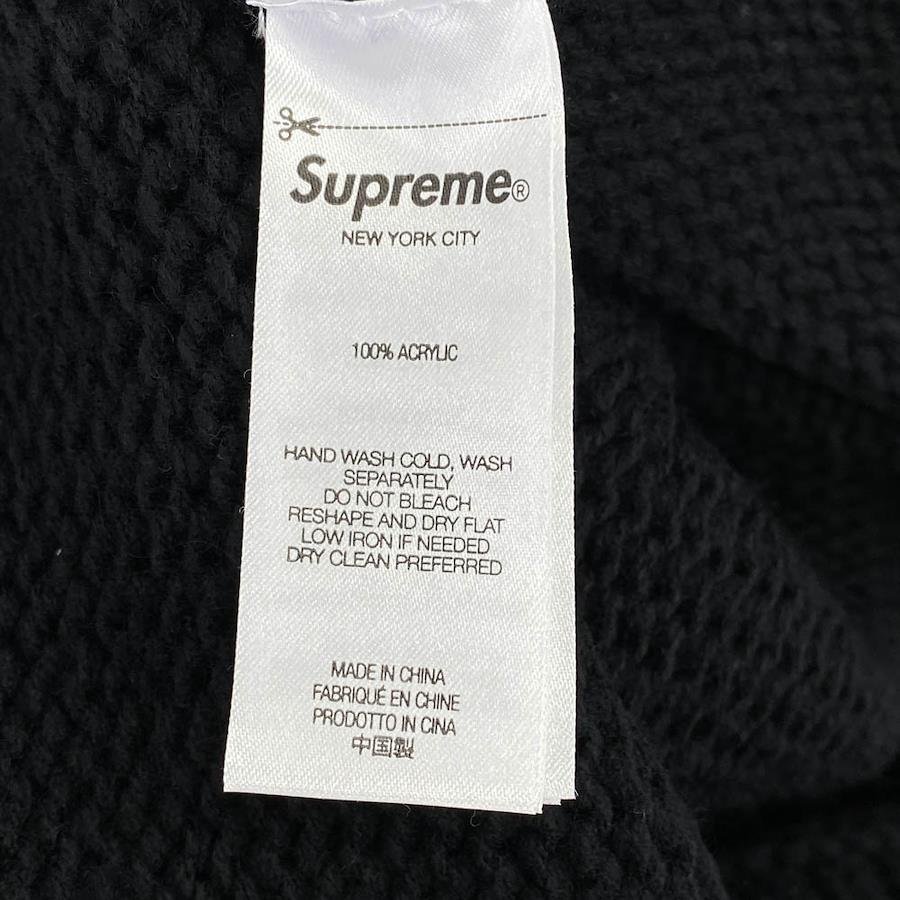 Supreme®
NEW YORK CITY
100% ACRYLIC
HAND WASH COLD, WASH
SEPARATELY
DO NOT BLEACH
RESHAPE AND DRY FLAT
LOW IRON IF NEEDED
DRY CLEAN PREFERRED
MADE IN CHINA
FABRIQUÉ EN CHINE
PRODOTTO IN CINA
中国製